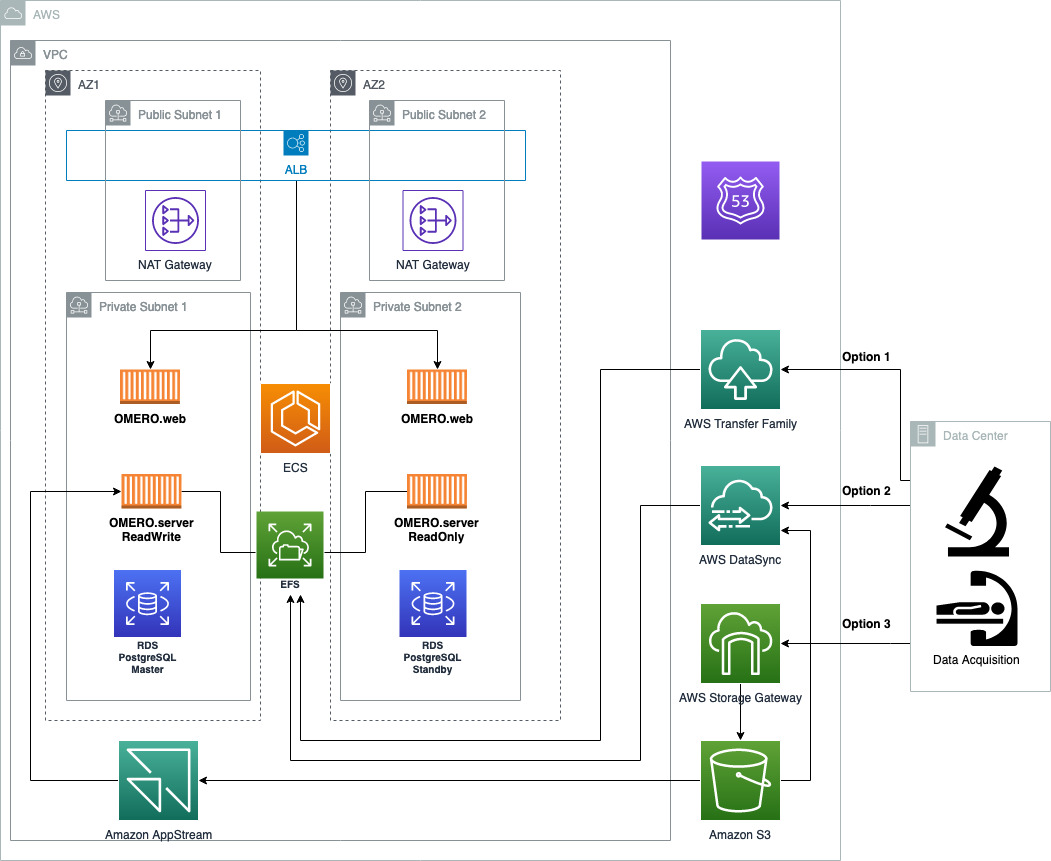 AWS
VPC
AZ1
AZ2
Public Subnet 1
Public Subnet 2
ALB
53
NAT Gateway
NAT Gateway
Private Subnet 1
Private Subnet 2
Option 1
OMERO.web
OMERO.web
AWS Transfer Family
Data Center
ECS
Option 2
OMERO.server
ReadWrite
OMERO.server
ReadOnly
AWS DataSync
EFS
Option 3
RDS
PostgreSQL
Master
RDS
PostgreSQL
Standby
Data Acquisition
AWS Storage Gateway
Amazon AppStream
Amazon S3